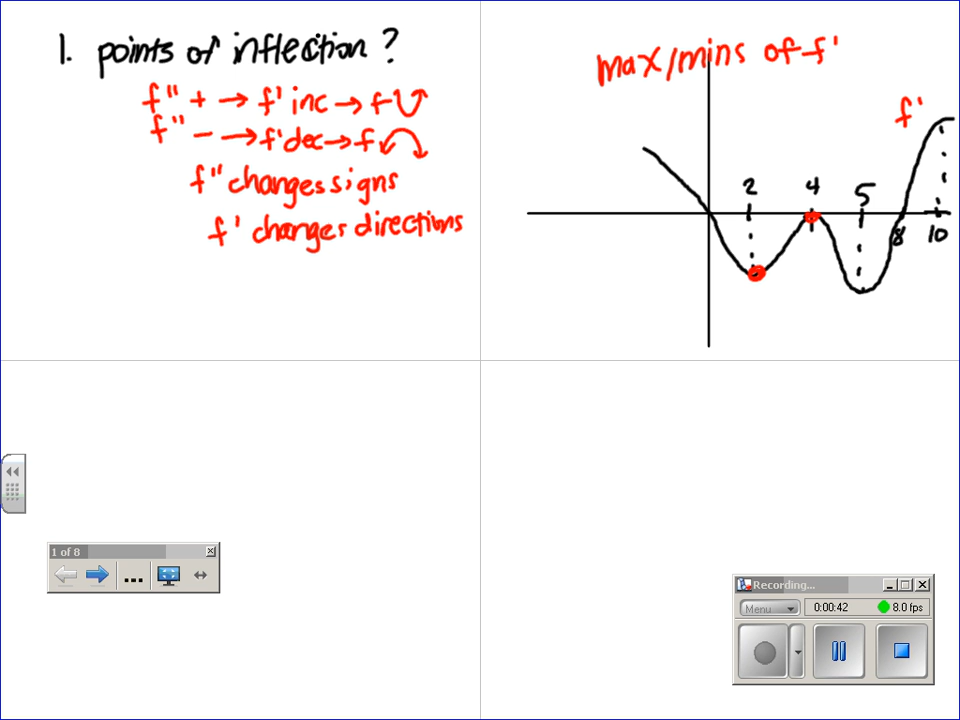 1. points of inflection?
f" + → f' inc → f
f" − → f'dec → f
f" changes signs
f' changes directions
max/mins of f'
f'
2 4 5
8 10
1 of 8
...
Recording...
Menu 0:00:42 8.0 fps